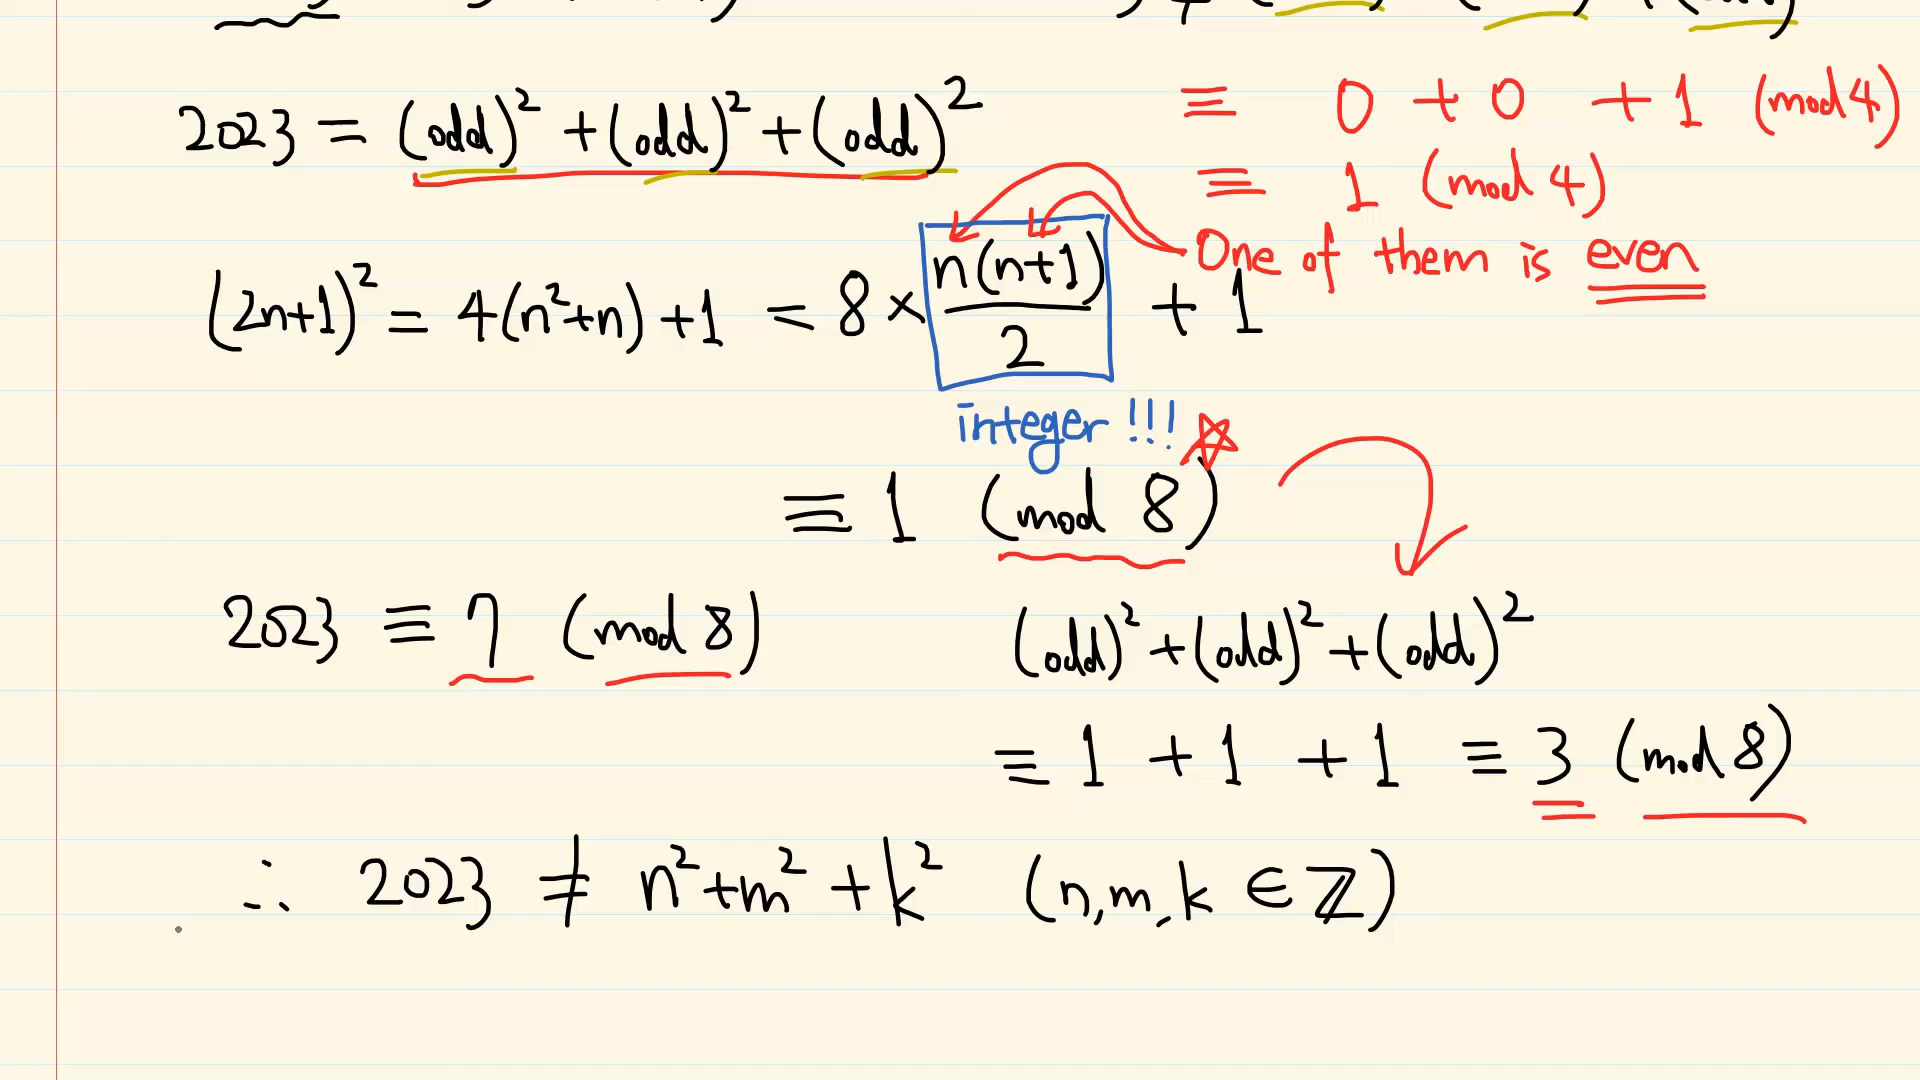 2023 = (odd)² + (odd)² + (odd)²
≡ 0 + 0 + 1 (mod 4)
≡ 1 (mod 4)
One of them is even
(2n+1)² = 4(n²+n) + 1 = 8 × n(n+1)/2 + 1
integer !!!
≡ 1 (mod 8)
2023 ≡ 7 (mod 8)
(odd)² + (odd)² + (odd)²
≡ 1 + 1 + 1 ≡ 3 (mod 8)
∴ 2023 ≠ n² + m² + k² (n, m, k ∈ ℤ)